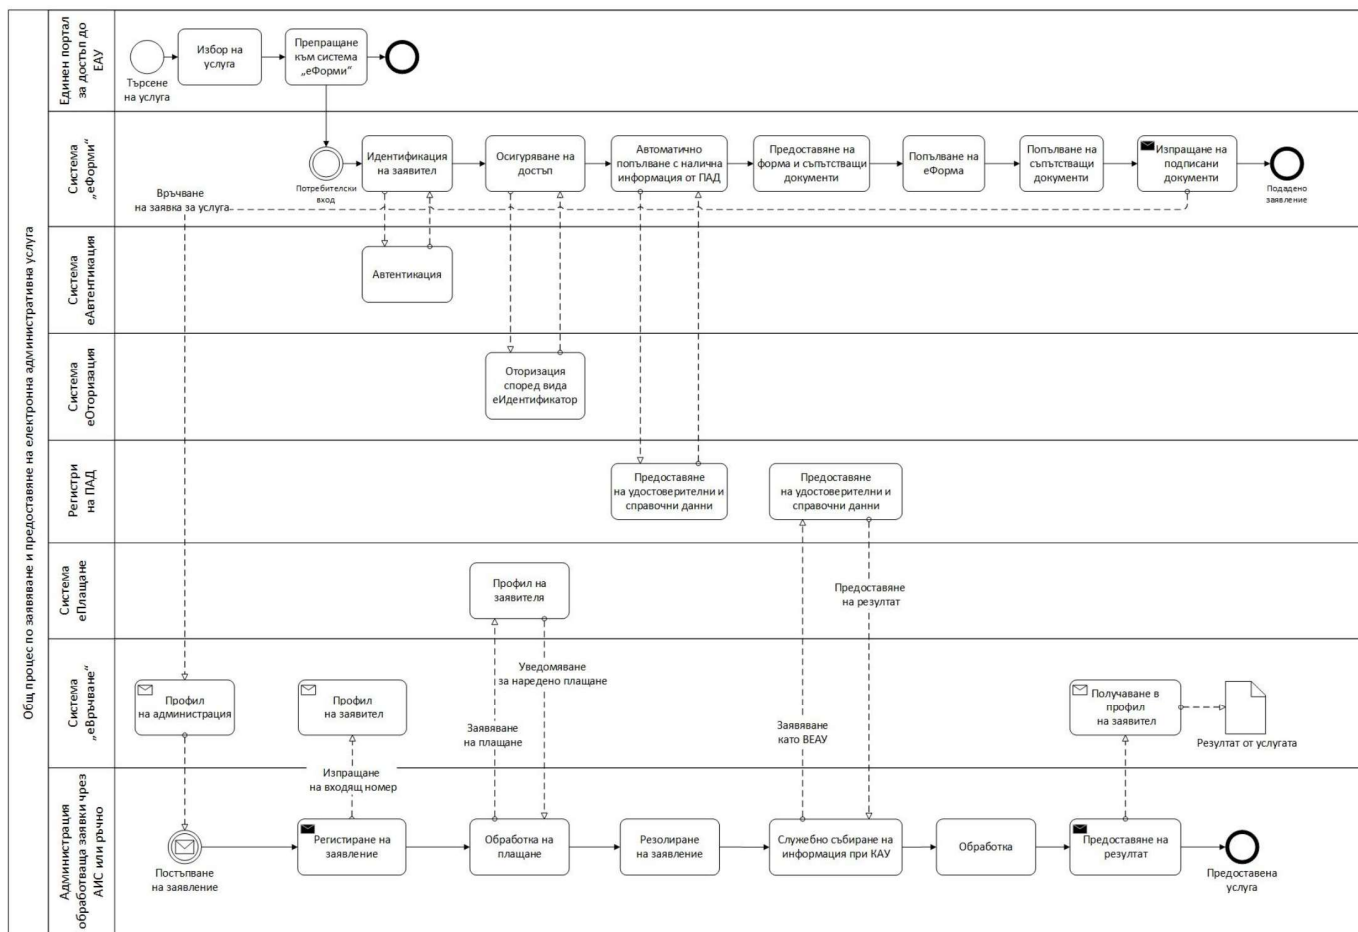 Общ процес по заявяване и предоставяне на електронна административна услуга
Единен портал
за достъп до
ЕАУ
Търсене
на услуга
Избор на
услуга
Препращане
към система
„еФорми“
Система
„еФорми“
Потребителски
вход
Идентификация
на заявител
Осигуряване на
достъп
Автоматично
попълване с налична
информация от ПАД
Предоставяне на
форма и съпътстващи
документи
Попълване на
еФорма
Попълване на
съпътстващи
документи
Изпращане на
подписани
документи
Подадено
заявление
Връчване
на заявка за услуга
Система
еАвтентикация
Автентикация
Система
еОторизация
Оторизация
според вида
еИдентификатор
Регистри
на ПАД
Предоставяне
на удостоверителни и
справочни данни
Предоставяне
на удостоверителни и
справочни данни
Система
еПлащане
Профил на
заявителя
Предоставяне
на резултат
Система
„еВръчване“
Профил
на администрация
Профил
на заявител
Уведомяване
за наредено плащане
Заявяване
на плащане
Заявяване
като ВЕАУ
Получаване в
профил
на заявител
Резултат от услугата
Изпращане
на входящ номер
Администрация
обработваща заявки чрез
АИС или ръчно
Постъпване
на заявление
Регистиране на
заявление
Обработка на
плащане
Резолиране
на заявление
Служебно събиране на
информация при КАУ
Обработка
Предоставяне на
резултат
Предоставена
услуга